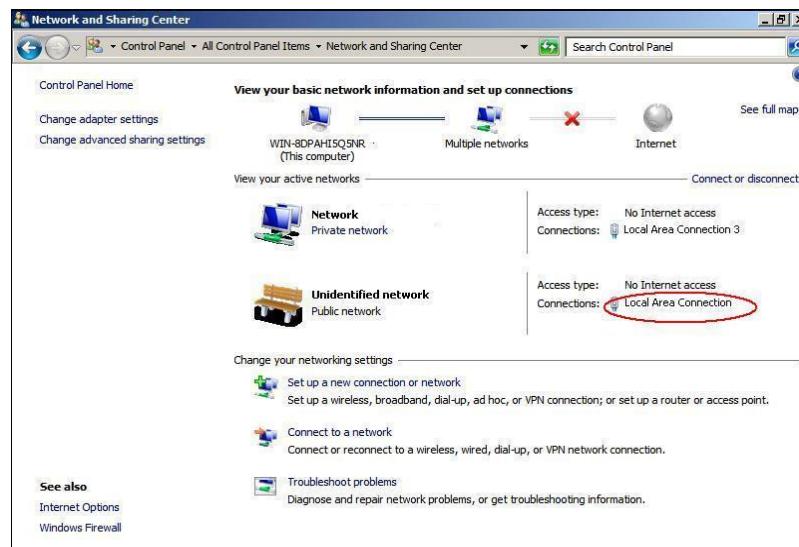 Network and Sharing Center
Control Panel All Control Panel Items Network and Sharing Center Search Control Panel
Control Panel Home
Change adapter settings
Change advanced sharing settings
View your basic network information and set up connections
See full map
WIN-8DPAHI5Q5NR Multiple networks Internet
(This computer)
View your active networks Connect or disconnect
Network
Private network
Access type: No Internet access
Connections: Local Area Connection 3
Unidentified network
Public network
Access type: No Internet access
Connections: Local Area Connection
Change your networking settings
Set up a new connection or network
Set up a wireless, broadband, dial-up, ad hoc, or VPN connection; or set up a router or access point.
Connect to a network
Connect or reconnect to a wireless, wired, dial-up, or VPN network connection.
Troubleshoot problems
Diagnose and repair network problems, or get troubleshooting information.
See also
Internet Options
Windows Firewall